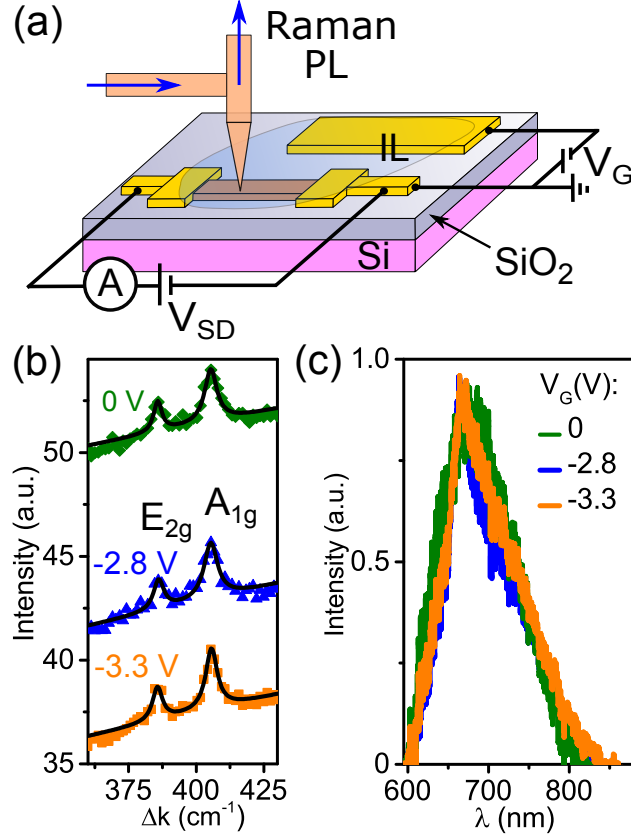 (a)
Raman
PL
IL
V_G
Si
SiO₂
A
V_SD
(b)
0 V
E_2g A_1g
-2.8 V
-3.3 V
50
45
40
35
Intensity (a.u.)
375 400 425
Δk (cm⁻¹)
(c)
V_G(V):
0
-2.8
-3.3
1.0
0.5
0
Intensity (a.u.)
600 700 800
λ (nm)